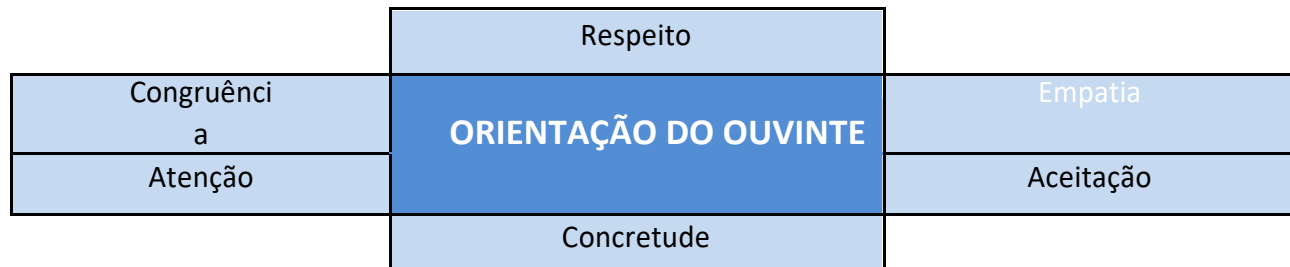 Respeito
Congruênci
a
ORIENTAÇÃO DO OUVINTE
Empatia
Atenção
Aceitação
Concretude